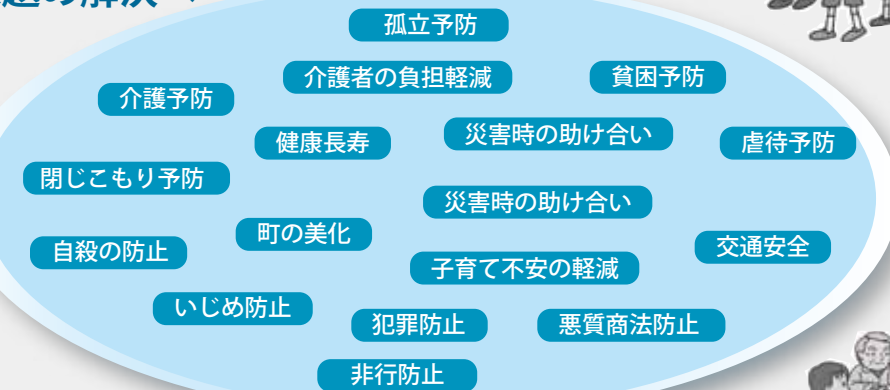 の解決
孤立予防
介護者の負担軽減
貧困予防
介護予防
健康長寿
災害時の助け合い
虐待予防
閉じこもり予防
災害時の助け合い
町の美化
自殺の防止
交通安全
子育て不安の軽減
いじめ防止
犯罪防止
悪質商法防止
非行防止